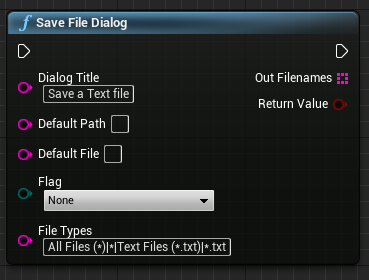 Save File Dialog
Dialog Title
Save a Text file
Out Filenames
Return Value
Default Path
Default File
Flag
None
File Types
All Files (*)|*|Text Files (*.txt)|*.txt